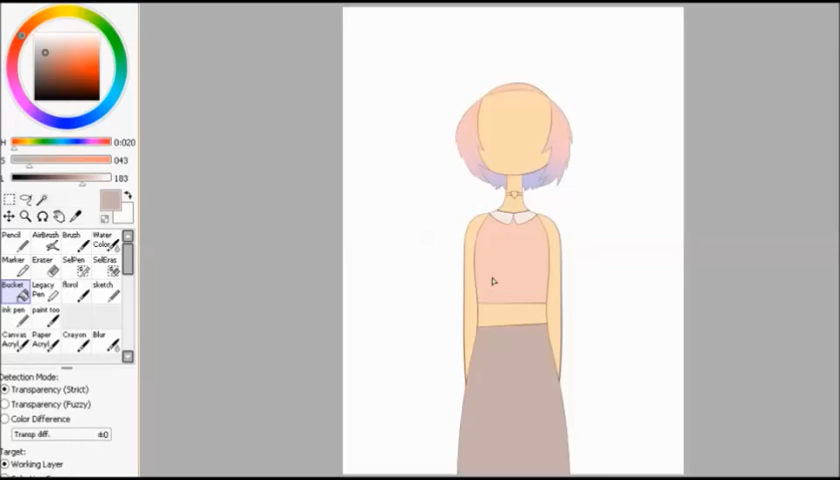 H 0:020
S 043
L 183
Pencil AirBrush Brush Water Color
Marker Eraser SelPen SelEras
Bucket Legacy Pen florol sketch
ink pen paint too
Canvas Acryl Paper Acryl Crayon Blur
Detection Mode:
Transparency (Strict)
Transparency (Fuzzy)
Color Difference
Transp diff. ±0
Target:
Working Layer